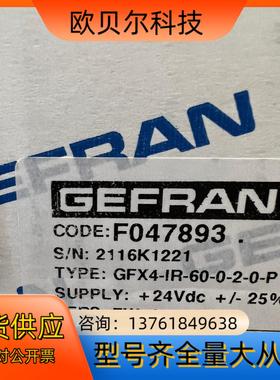 欧贝尔科技
GEFRAN
GEFRAN
CODE: F047893 .
S/N: 2116K1221
TYPE: GFX4-IR-60-0-2-0-P
SUPPLY: +24Vdc +/- 25%
咨询: 13761849638
型号齐全量大从